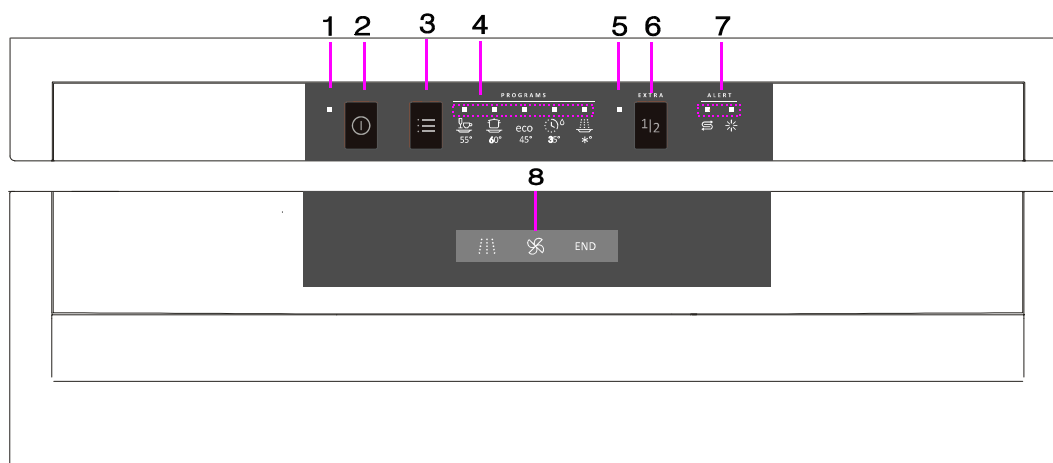 1 2 3 4 5 6 7
PROGRAMS EXTRA ALERT
1|2
eco
55° 60° 45° 35° *°
8
END